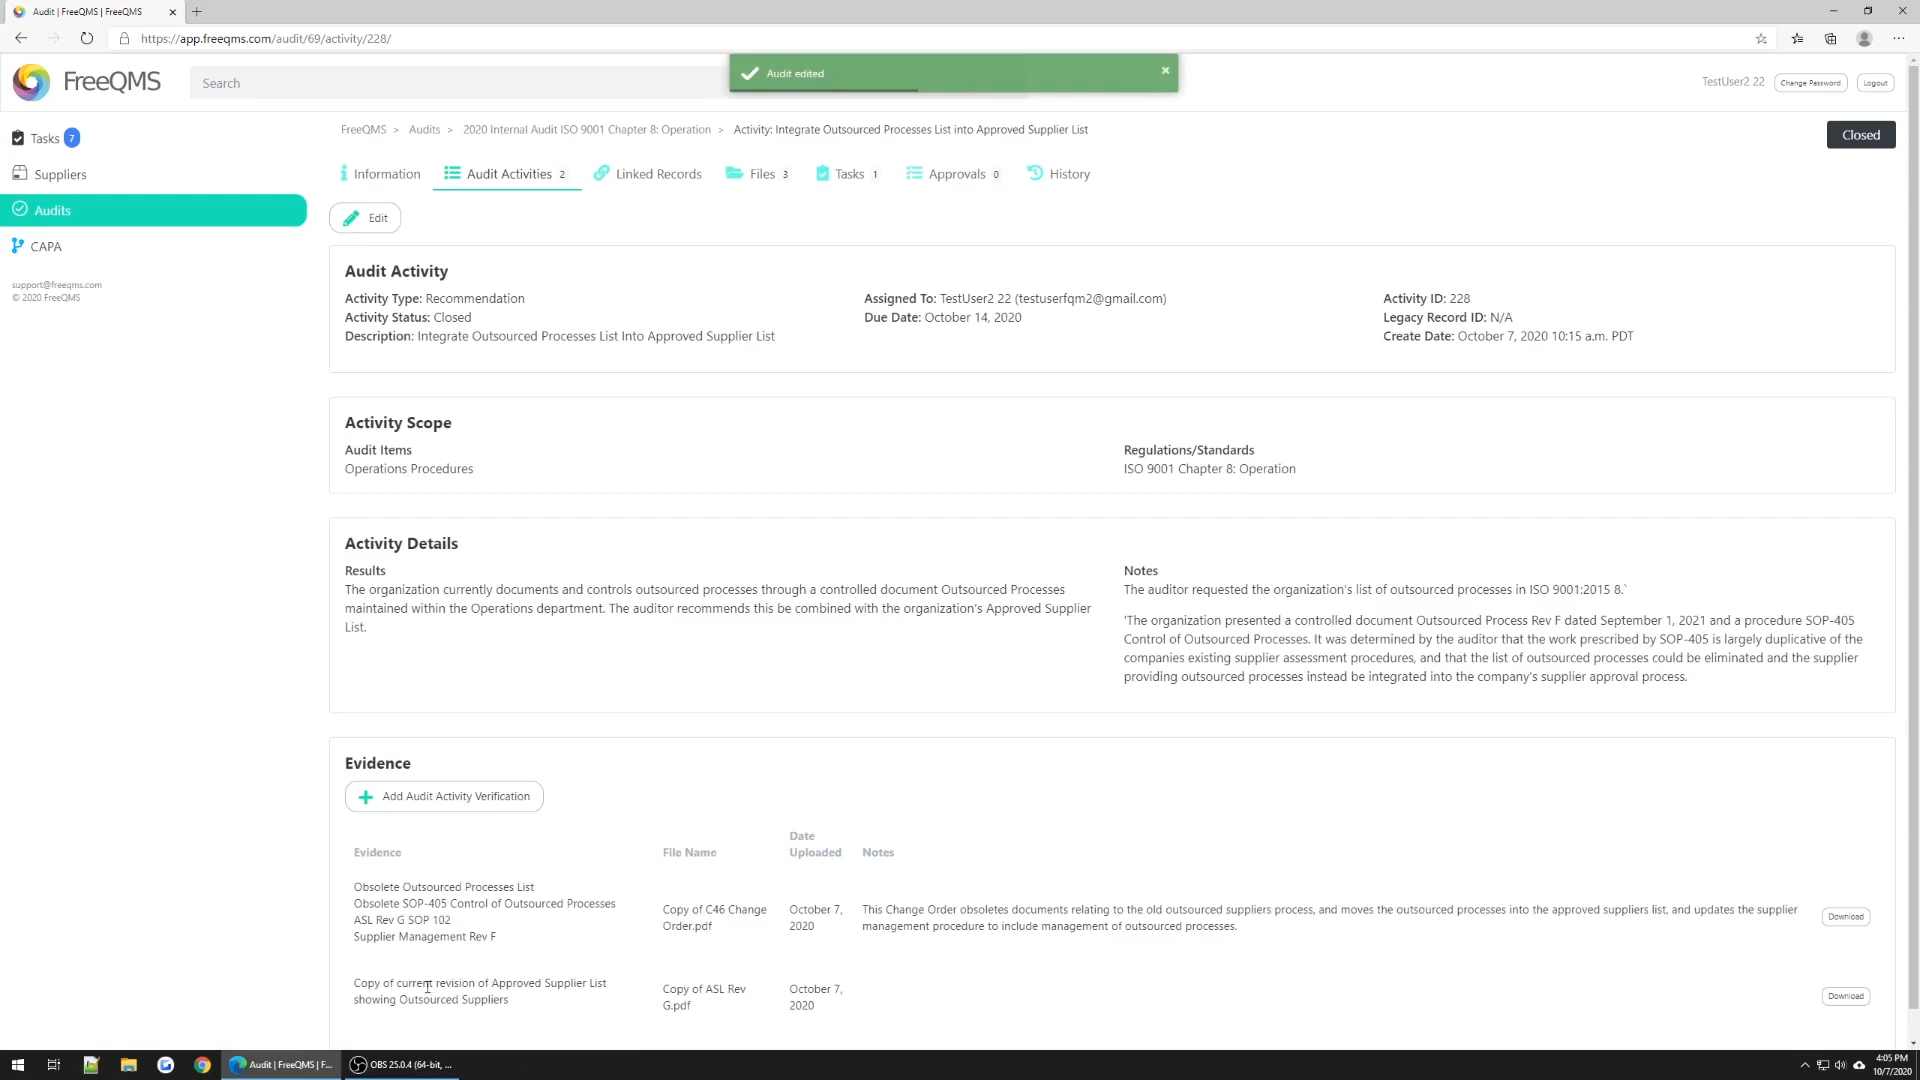 Audit | FreeQMS | FreeQMS
https://app.freeqms.com/audit/69/activity/228/
FreeQMS
Search
Audit edited
TestUser2 22
Change Password
Logout
Tasks 7
Suppliers
Audits
CAPA
support@freeqms.com
© 2020 FreeQMS
FreeQMS > Audits > 2020 Internal Audit ISO 9001 Chapter 8: Operation > Activity: Integrate Outsourced Processes List into Approved Supplier List
Closed
Information
Audit Activities 2
Linked Records
Files 3
Tasks 1
Approvals 0
History
Edit
Audit Activity
Activity Type: Recommendation
Activity Status: Closed
Description: Integrate Outsourced Processes List Into Approved Supplier List
Assigned To: TestUser2 22 (testuserfqm2@gmail.com)
Due Date: October 14, 2020
Activity ID: 228
Legacy Record ID: N/A
Create Date: October 7, 2020 10:15 a.m. PDT
Activity Scope
Audit Items
Operations Procedures
Regulations/Standards
ISO 9001 Chapter 8: Operation
Activity Details
Results
The organization currently documents and controls outsourced processes through a controlled document Outsourced Processes
maintained within the Operations department. The auditor recommends this be combined with the organization's Approved Supplier
List.
Notes
The auditor requested the organization's list of outsourced processes in ISO 9001:2015 8.`
'The organization presented a controlled document Outsourced Process Rev F dated September 1, 2021 and a procedure SOP-405
Control of Outsourced Processes. It was determined by the auditor that the work prescribed by SOP-405 is largely duplicative of the
companies existing supplier assessment procedures, and that the list of outsourced processes could be eliminated and the supplier
providing outsourced processes instead be integrated into the company's supplier approval process.
Evidence
Add Audit Activity Verification
Evidence
File Name
Date
Uploaded
Notes
Obsolete Outsourced Processes List
Obsolete SOP-405 Control of Outsourced Processes
ASL Rev G SOP 102
Supplier Management Rev F
Copy of C46 Change
Order.pdf
October 7,
2020
This Change Order obsoletes documents relating to the old outsourced suppliers process, and moves the outsourced processes into the approved suppliers list, and updates the supplier
management procedure to include management of outsourced processes.
Download
Copy of current revision of Approved Supplier List
showing Outsourced Suppliers
Copy of ASL Rev
G.pdf
October 7,
2020
Download
Audit | FreeQMS | F...
OBS 25.0.4 (64-bit, ...
4:05 PM
10/7/2020